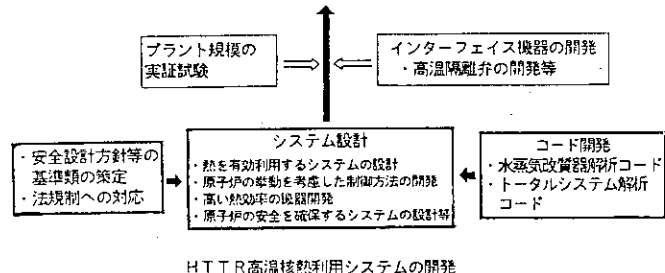 プラント規模の
実証試験
インターフェイス機器の開発
・高温隔離弁の開発等
・安全設計方針等の
基準類の策定
・法規制への対応
システム設計
・熱を有効利用するシステムの設計
・原子炉の挙動を考慮した制御方法の開発
・高い熱効率の機器開発
・原子炉の安全を確保するシステムの設計等
コード開発
・水蒸気改質器解析コード
・トータルシステム解析
コード
HTTR高温核熱利用システムの開発